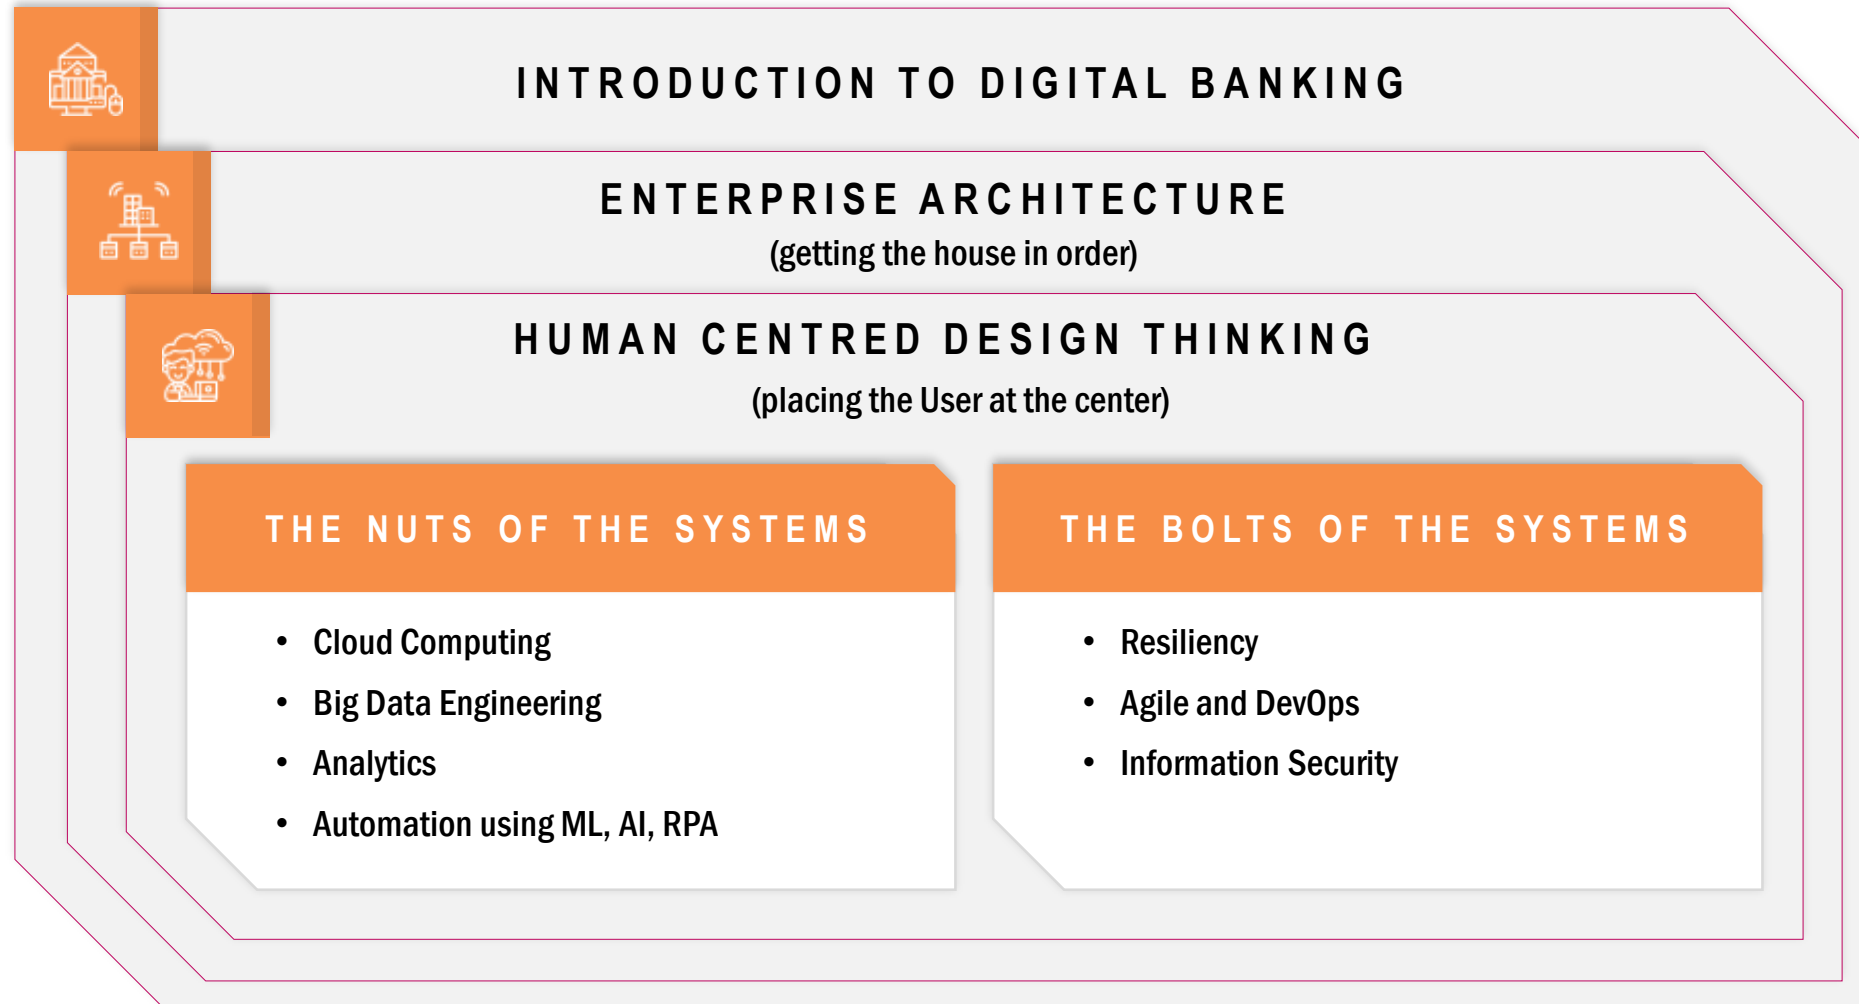 INTRODUCTION TO DIGITAL BANKING
ENTERPRISE ARCHITECTURE
(getting the house in order)
HUMAN CENTRED DESIGN THINKING
(placing the User at the center)
THE NUTS OF THE SYSTEMS
• Cloud Computing
• Big Data Engineering
• Analytics
• Automation using ML, AI, RPA
THE BOLTS OF THE SYSTEMS
• Resiliency
• Agile and DevOps
• Information Security